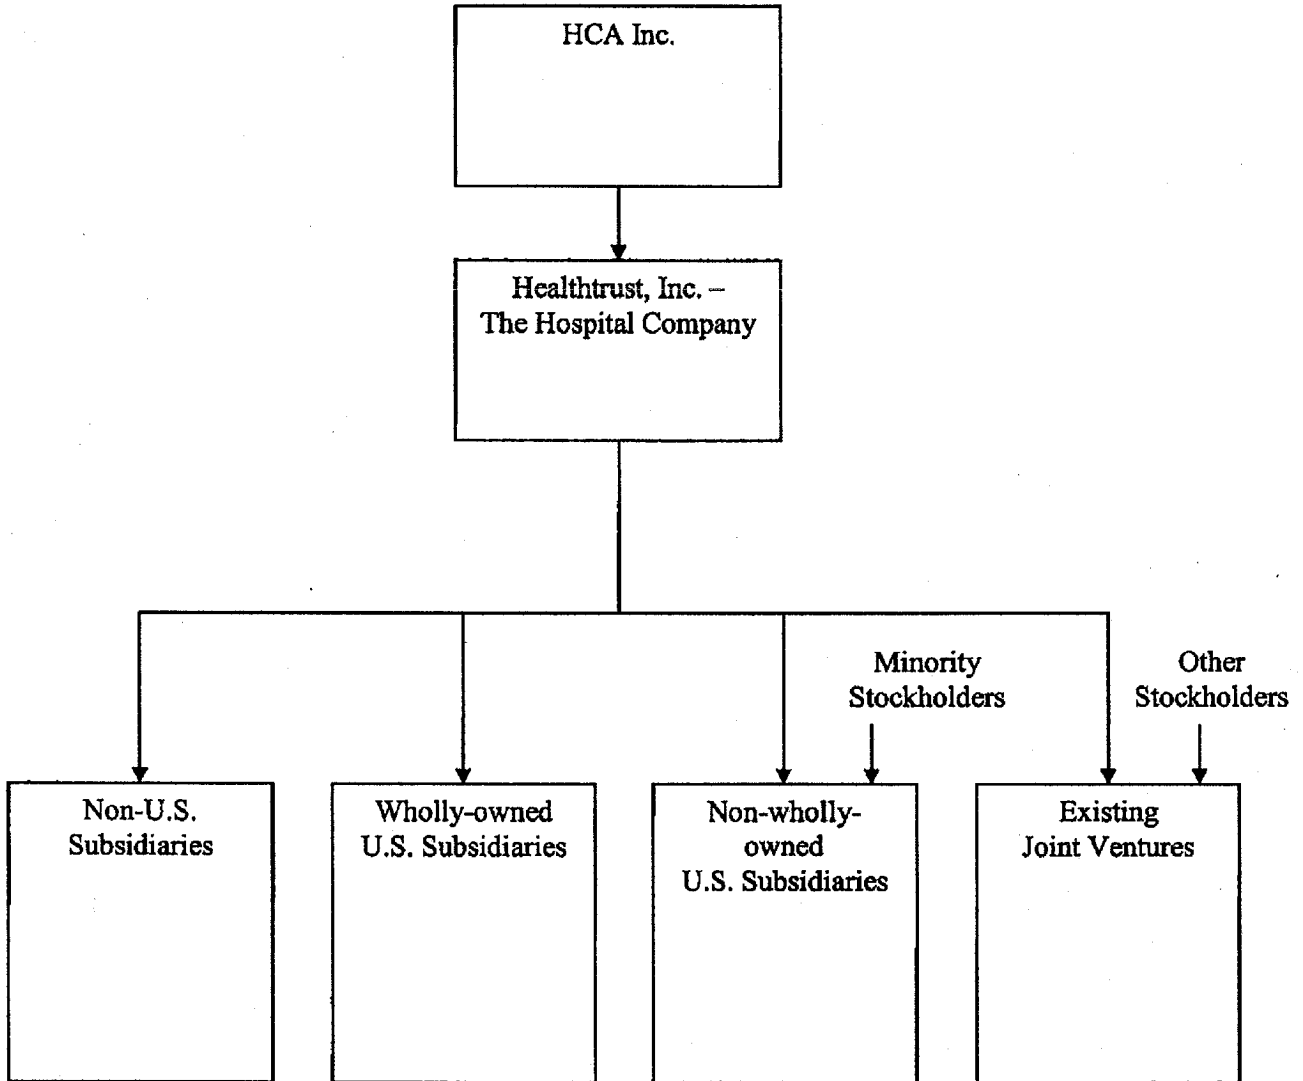 HCA Inc.
Healthtrust, Inc. –
The Hospital Company
Minority
Stockholders
Other
Stockholders
Non-U.S.
Subsidiaries
Wholly-owned
U.S. Subsidiaries
Non-wholly-
owned
U.S. Subsidiaries
Existing
Joint Ventures